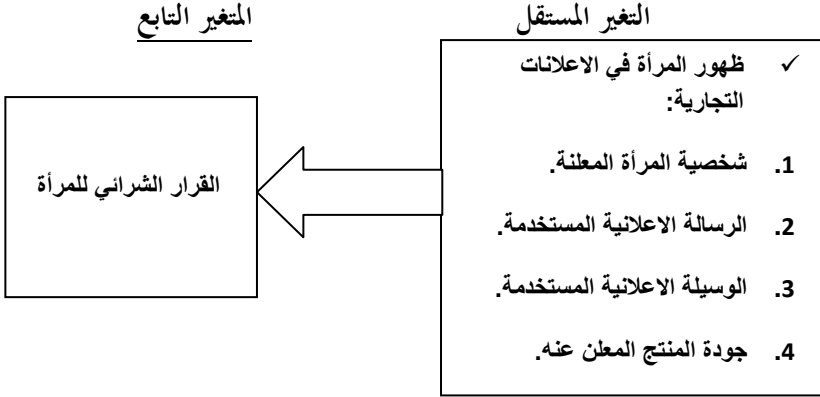 التغير المستقل
المتغير التابع
✓ ظهور المرأة في الاعلانات
التجارية:
1. شخصية المرأة المعلنة.
2. الرسالة الاعلانية المستخدمة.
3. الوسيلة الاعلانية المستخدمة.
4. جودة المنتج المعلن عنه.
القرار الشرائي للمرأة